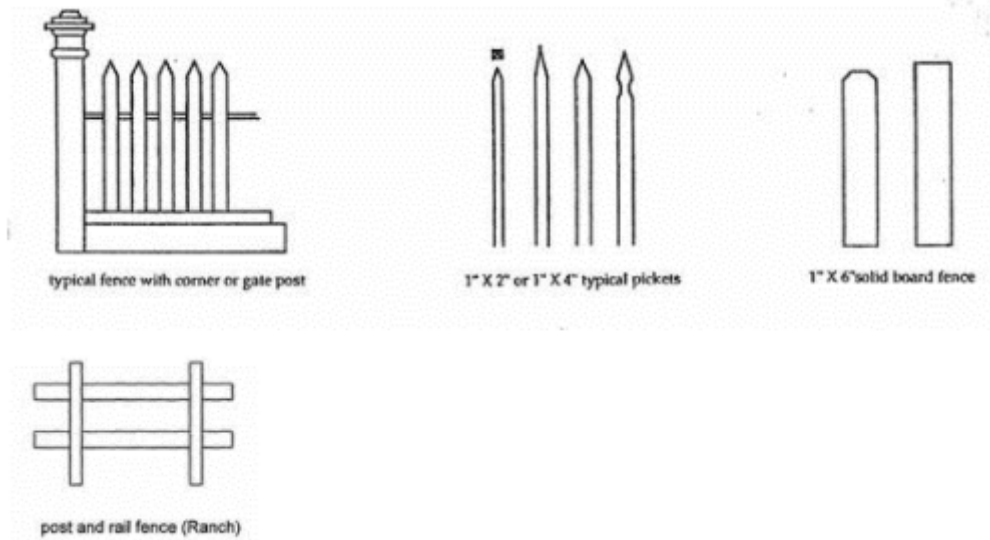 typical fence with corner or gate post
1" X 2" or 1" X 4" typical pickets
1" X 6"solid board fence
post and rail fence (Ranch)